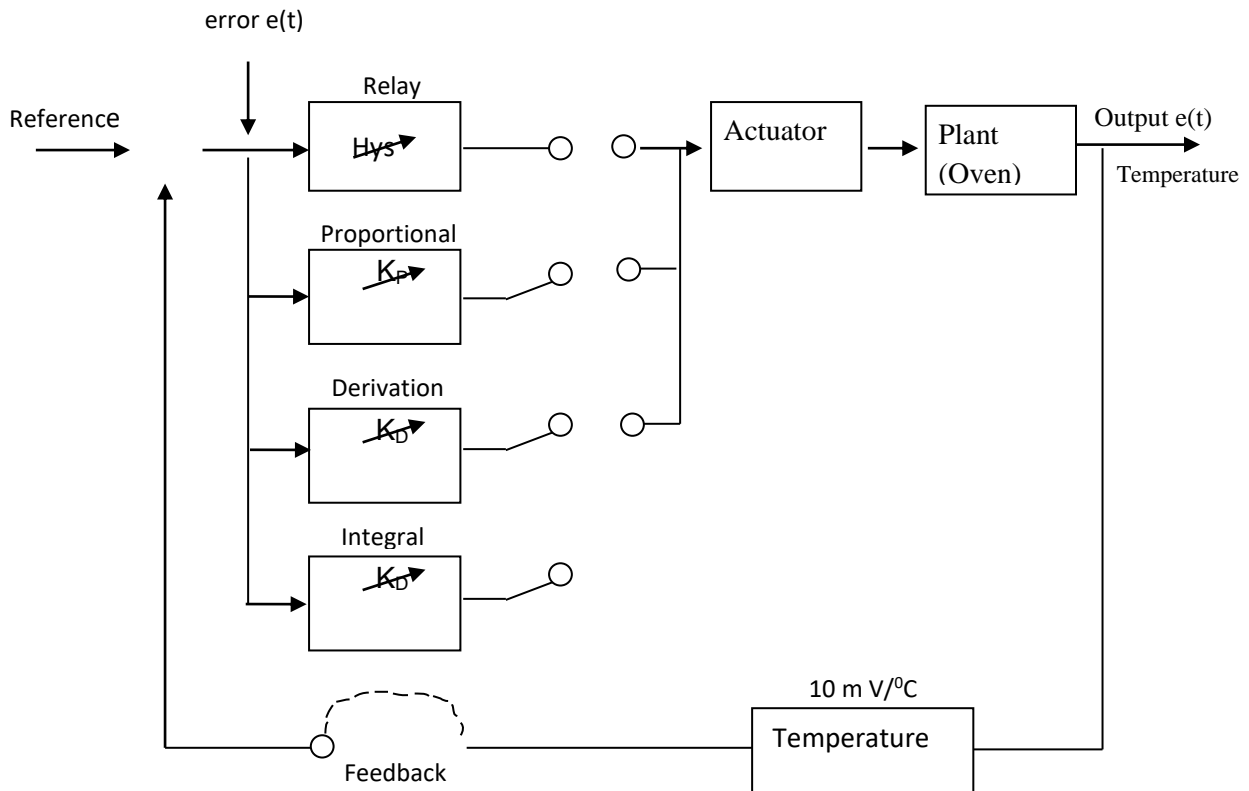 error e(t)
Relay
Reference
Hys
Actuator
Plant
(Oven)
Output e(t)
Temperature
Proportional
KP
Derivation
KD
Integral
KD
10 m V/⁰C
Temperature
Feedback